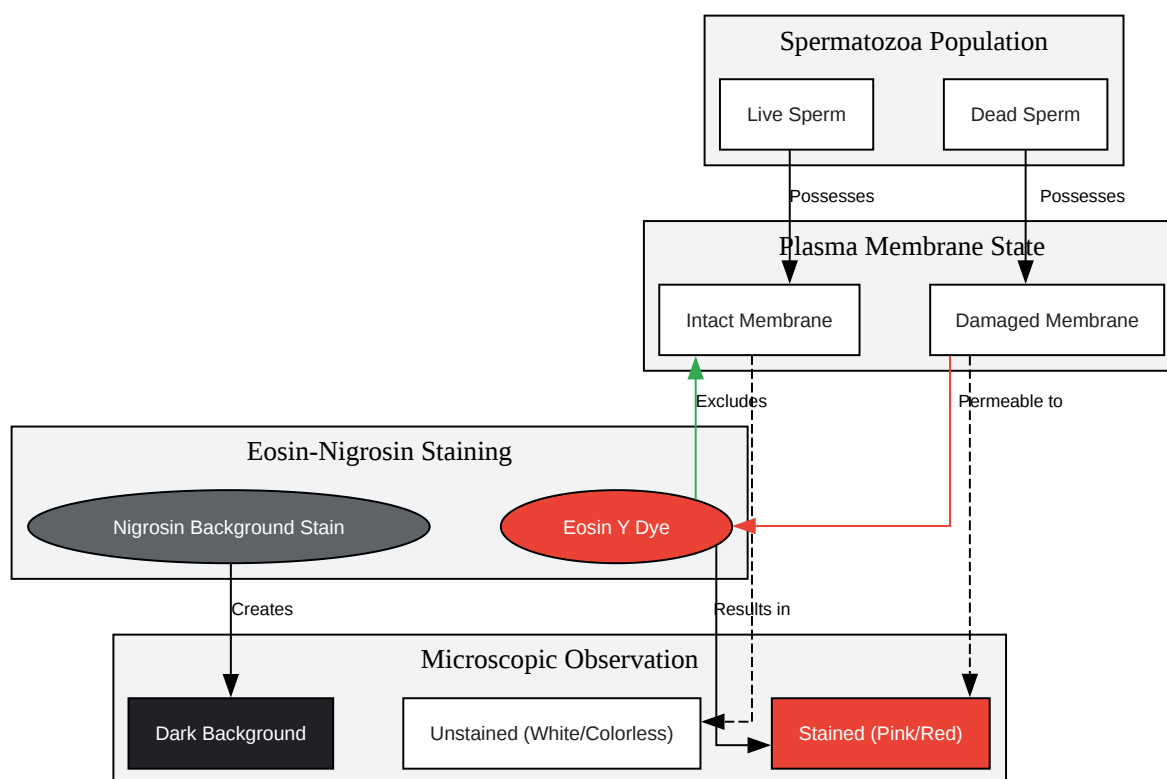 Spermatozoa Population
Live Sperm
Dead Sperm
Possesses
Possesses
Plasma Membrane State
Intact Membrane
Damaged Membrane
Excludes
Permeable to
Eosin-Nigrosin Staining
Nigrosin Background Stain
Eosin Y Dye
Creates
Results in
Microscopic Observation
Dark Background
Unstained (White/Colorless)
Stained (Pink/Red)